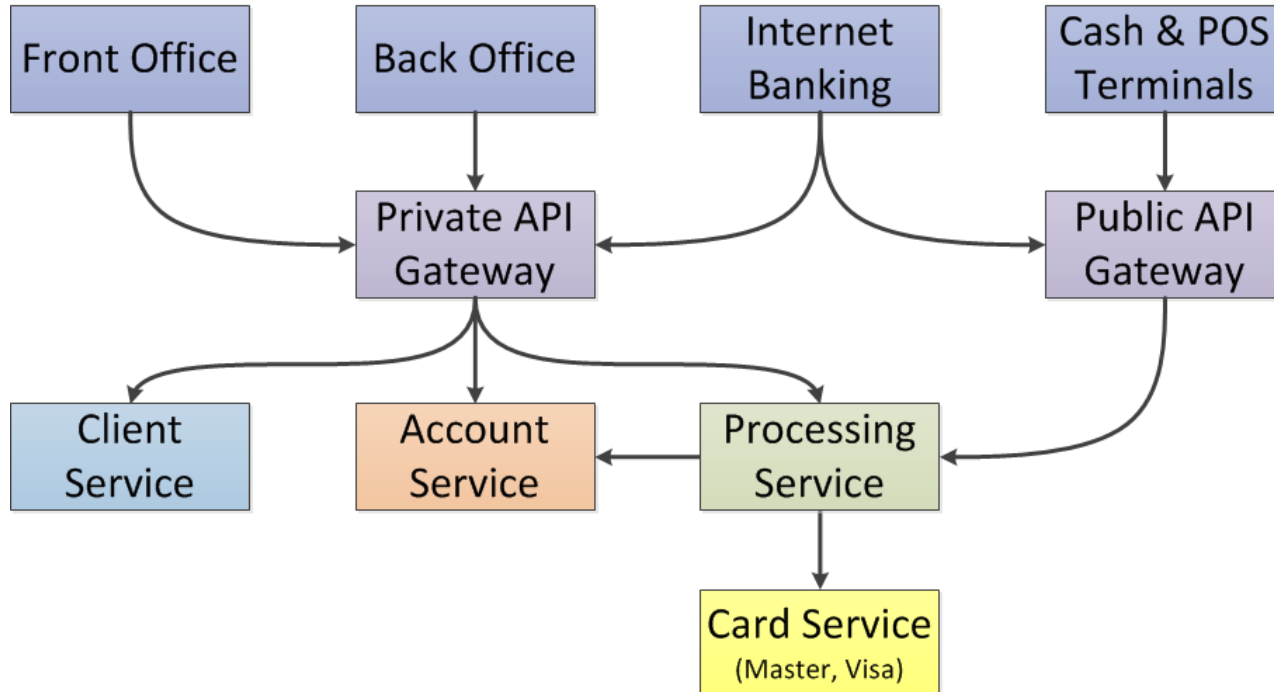 Front Office
Back Office
Internet
Banking
Cash & POS
Terminals
Private API
Gateway
Public API
Gateway
Client
Service
Account
Service
Processing
Service
Card Service
(Master, Visa)